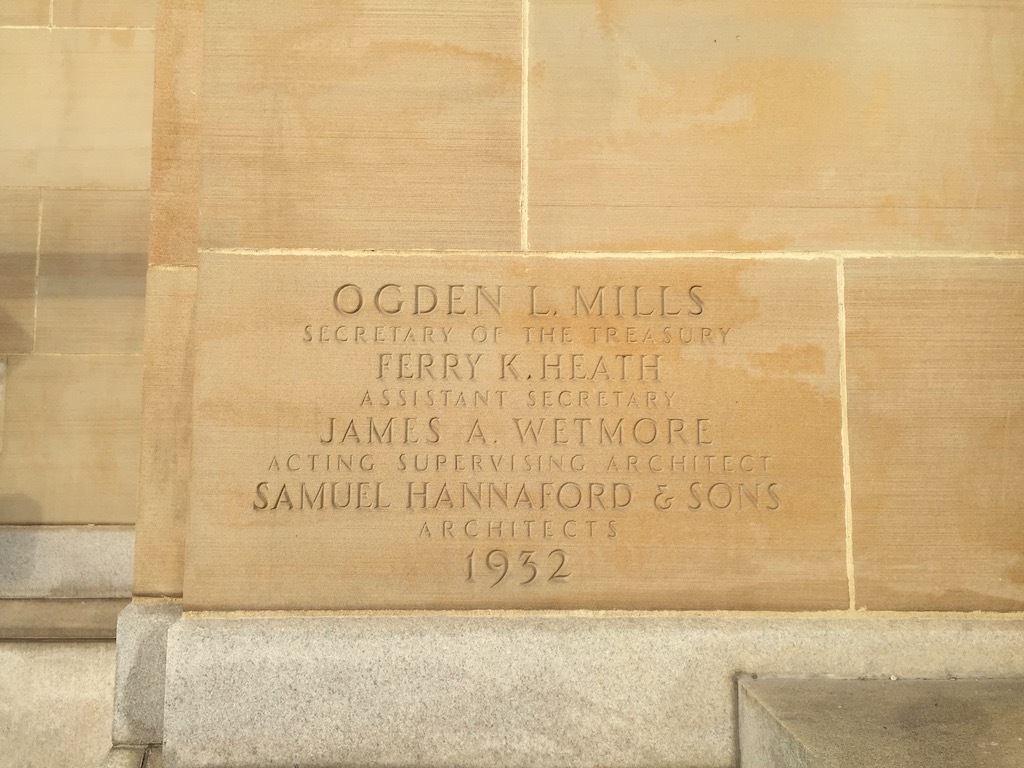 OGDEN L. MILLS
SECRETARY OF THE TREASURY
FERRY K. HEATH
ASSISTANT SECRETARY
JAMES A. WETMORE
ACTING SUPERVISING ARCHITECT
SAMUEL HANNAFORD & SONS
ARCHITECTS
1932